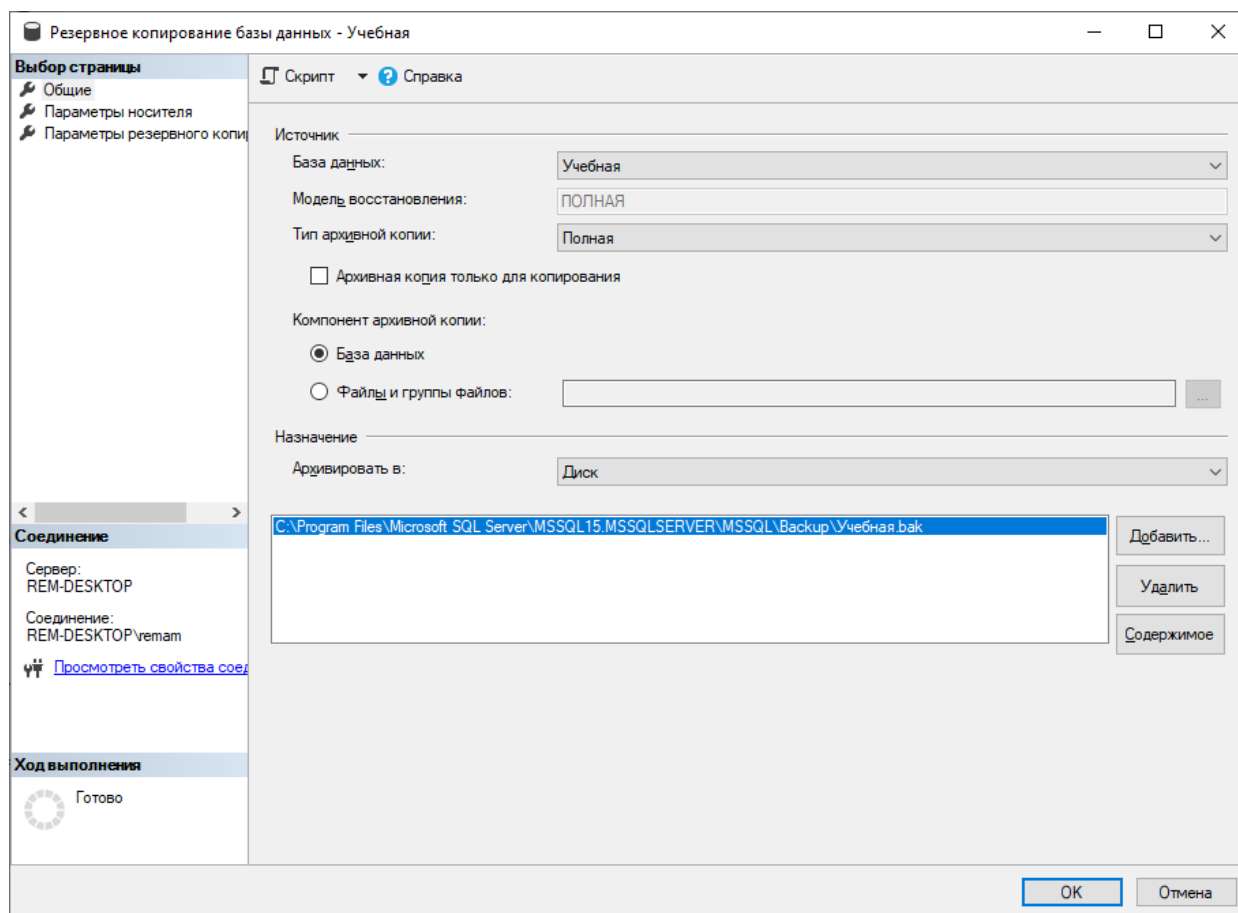 Резервное копирование базы данных - Учебная
Выбор страницы
Общие
Параметры носителя
Параметры резервного копи
Скрипт
Справка
Источник
База данных:
Учебная
Модель восстановления:
ПОЛНАЯ
Тип архивной копии:
Полная
Архивная копия только для копирования
Компонент архивной копии:
База данных
Файлы и группы файлов:
...
Назначение
Архивировать в:
Диск
C:\Program Files\Microsoft SQL Server\MSSQL15.MSSQLSERVER\MSSQL\Backup\Учебная.bak
Добавить...
Удалить
Содержимое
Соединение
Сервер:
REM-DESKTOP
Соединение:
REM-DESKTOP\remam
Просмотреть свойства соед
Ход выполнения
Готово
OK
Отмена